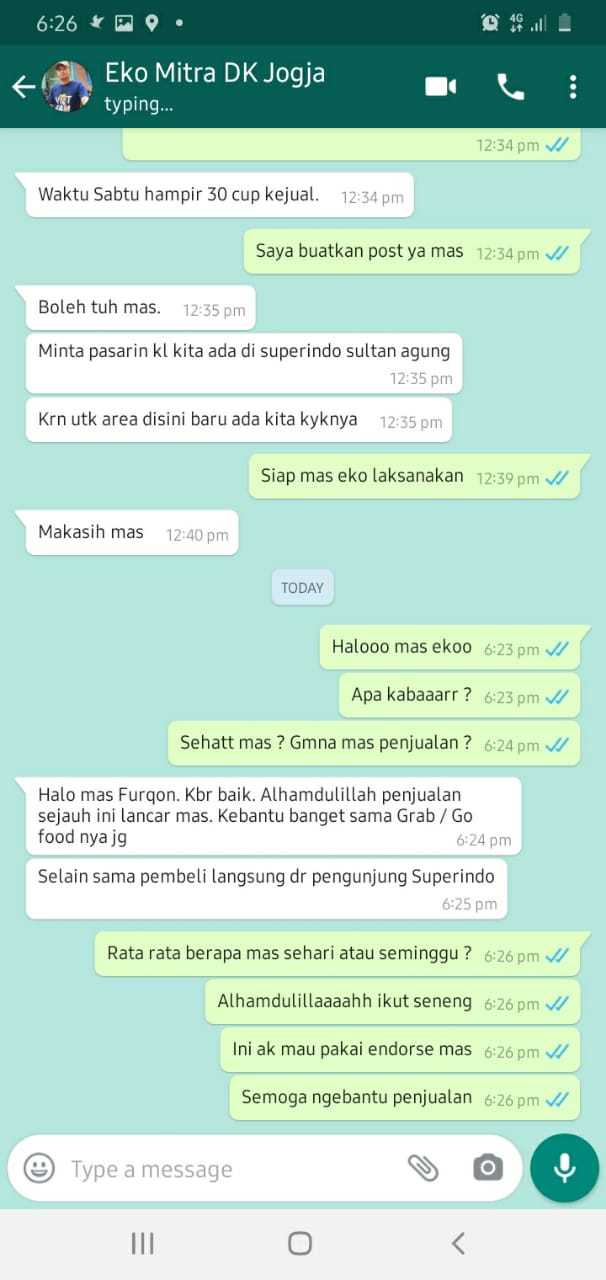 6:26
4G
Eko Mitra DK Jogja
typing...
12:34 pm
Waktu Sabtu hampir 30 cup kejual. 12:34 pm
Saya buatkan post ya mas 12:34 pm
Boleh tuh mas. 12:35 pm
Minta pasarin kl kita ada di superindo sultan agung
12:35 pm
Krn utk area disini baru ada kita kyknya 12:35 pm
Siap mas eko laksanakan 12:39 pm
Makasih mas 12:40 pm
TODAY
Halooo mas ekoo 6:23 pm
Apa kabaaarr ? 6:23 pm
Sehatt mas ? Gmna mas penjualan ? 6:24 pm
Halo mas Furqon. Kbr baik. Alhamdulillah penjualan
sejauh ini lancar mas. Kebantu banget sama Grab / Go
food nya jg 6:24 pm
Selain sama pembeli langsung dr pengunjung Superindo
6:25 pm
Rata rata berapa mas sehari atau seminggu ? 6:26 pm
Alhamdulillaaaahh ikut seneng 6:26 pm
Ini ak mau pakai endorse mas 6:26 pm
Semoga ngebantu penjualan 6:26 pm
Type a message